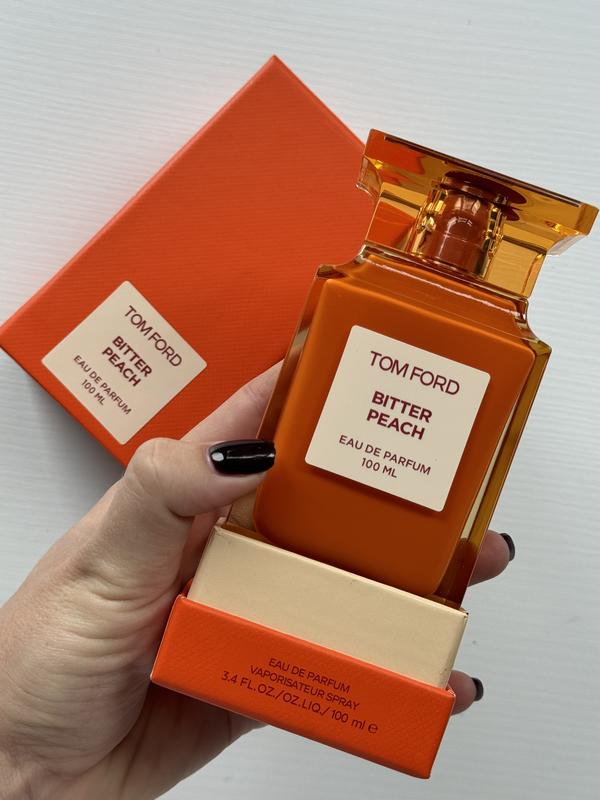 TOM FORD
BITTER
PEACH
EAU DE PARFUM
100 ML
TOM FORD
BITTER
PEACH
EAU DE PARFUM
100 ML
EAU DE PARFUM
VAPORISATEUR SPRAY
3.4 FL.OZ./OZ.LIQ./ 100 ml ℮